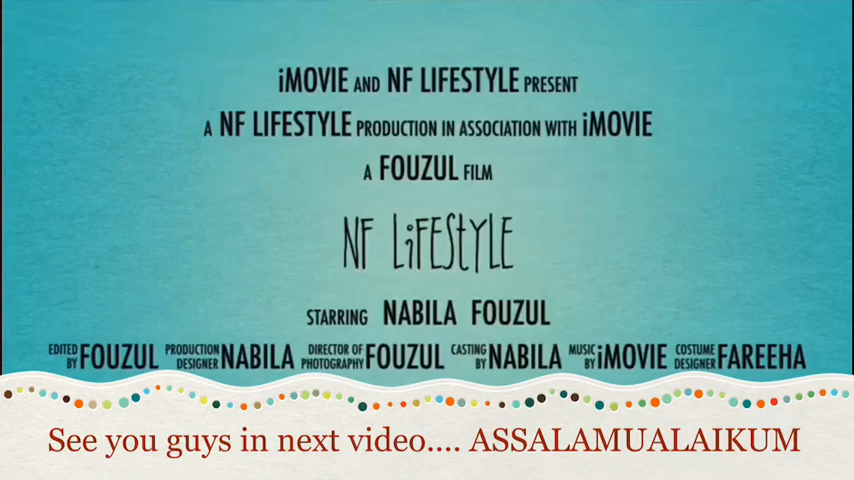 iMOVIE AND NF LIFESTYLE PRESENT
A NF LIFESTYLE PRODUCTION IN ASSOCIATION WITH iMOVIE
A FOUZUL FILM
NF LiFEStYLE
STARRING NABILA FOUZUL
EDITED BY FOUZUL PRODUCTION DESIGNER NABILA DIRECTOR OF PHOTOGRAPHY FOUZUL CASTING BY NABILA MUSIC BY iMOVIE COSTUME DESIGNER FAREEHA
See you guys in next video.... ASSALAMUALAIKUM